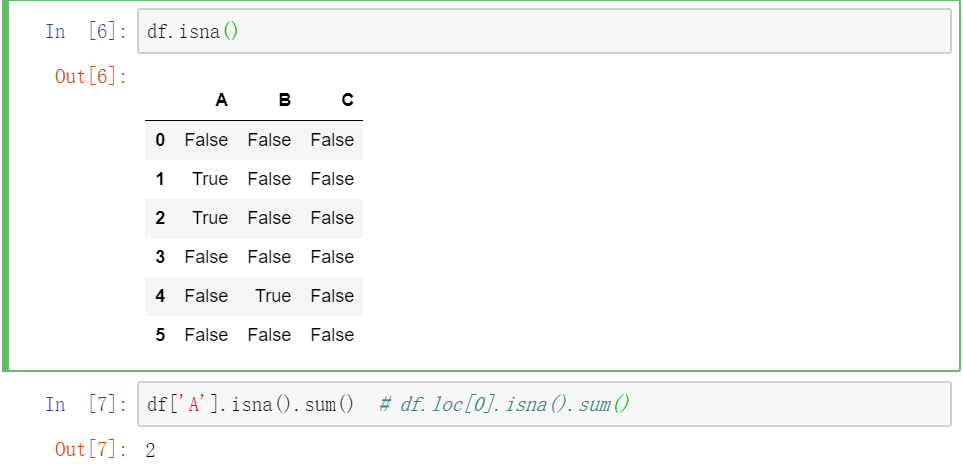 In [6]: df.isna()
Out[6]:
A B C
0 False False False
1 True False False
2 True False False
3 False False False
4 False True False
5 False False False
In [7]: df['A'].isna().sum() # df.loc[0].isna().sum()
Out[7]: 2